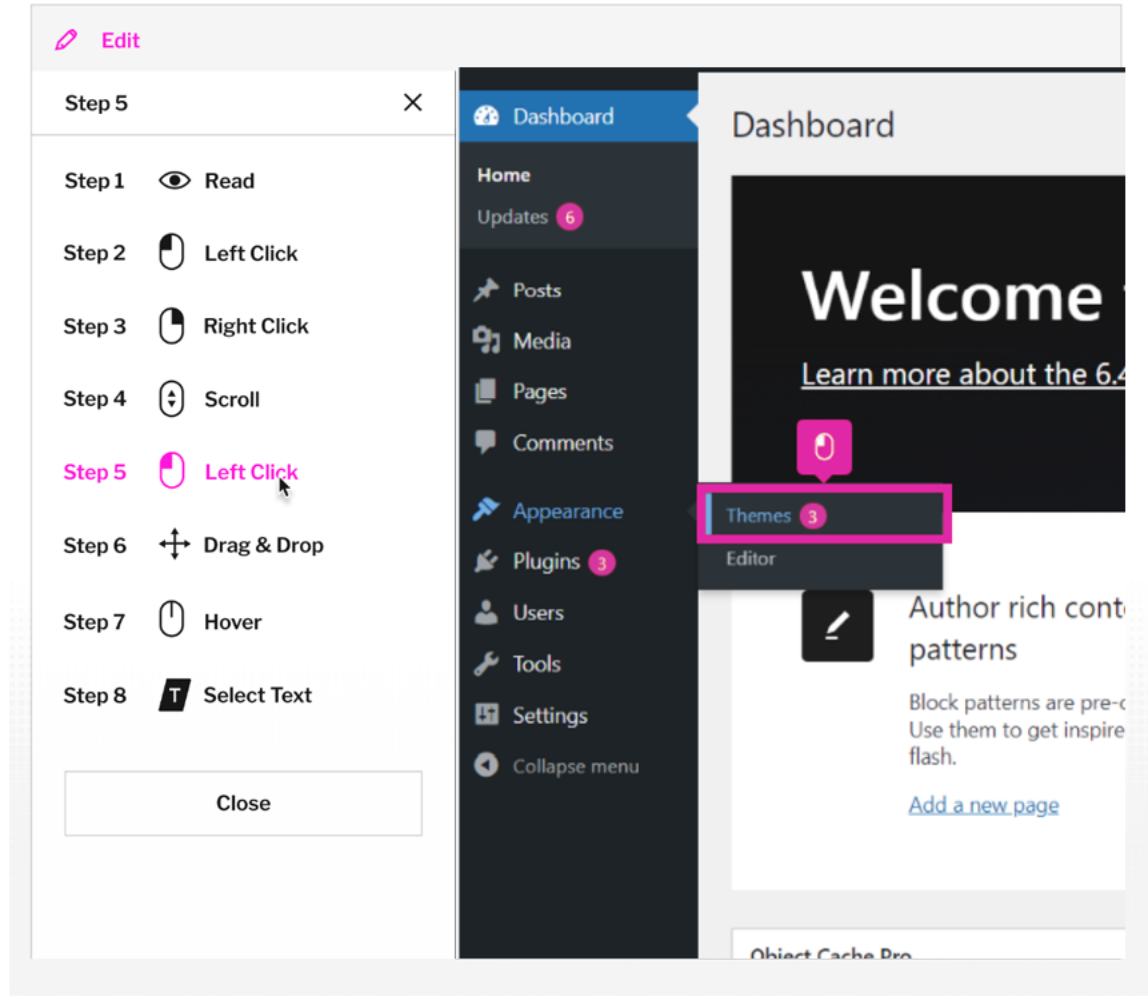 Edit
Step 5
Step 1 Read
Step 2 Left Click
Step 3 Right Click
Step 4 Scroll
Step 5 Left Click
Step 6 Drag & Drop
Step 7 Hover
Step 8 T Select Text
Close
Dashboard
Home
Updates 6
Posts
Media
Pages
Comments
Appearance
Plugins 3
Users
Tools
Settings
Collapse menu
Themes 3
Editor
Dashboard
Welcome
Learn more about the 6.4
Author rich
patterns
Block patterns are
Use them to get
flash.
Add a new page
Object Cache Pro